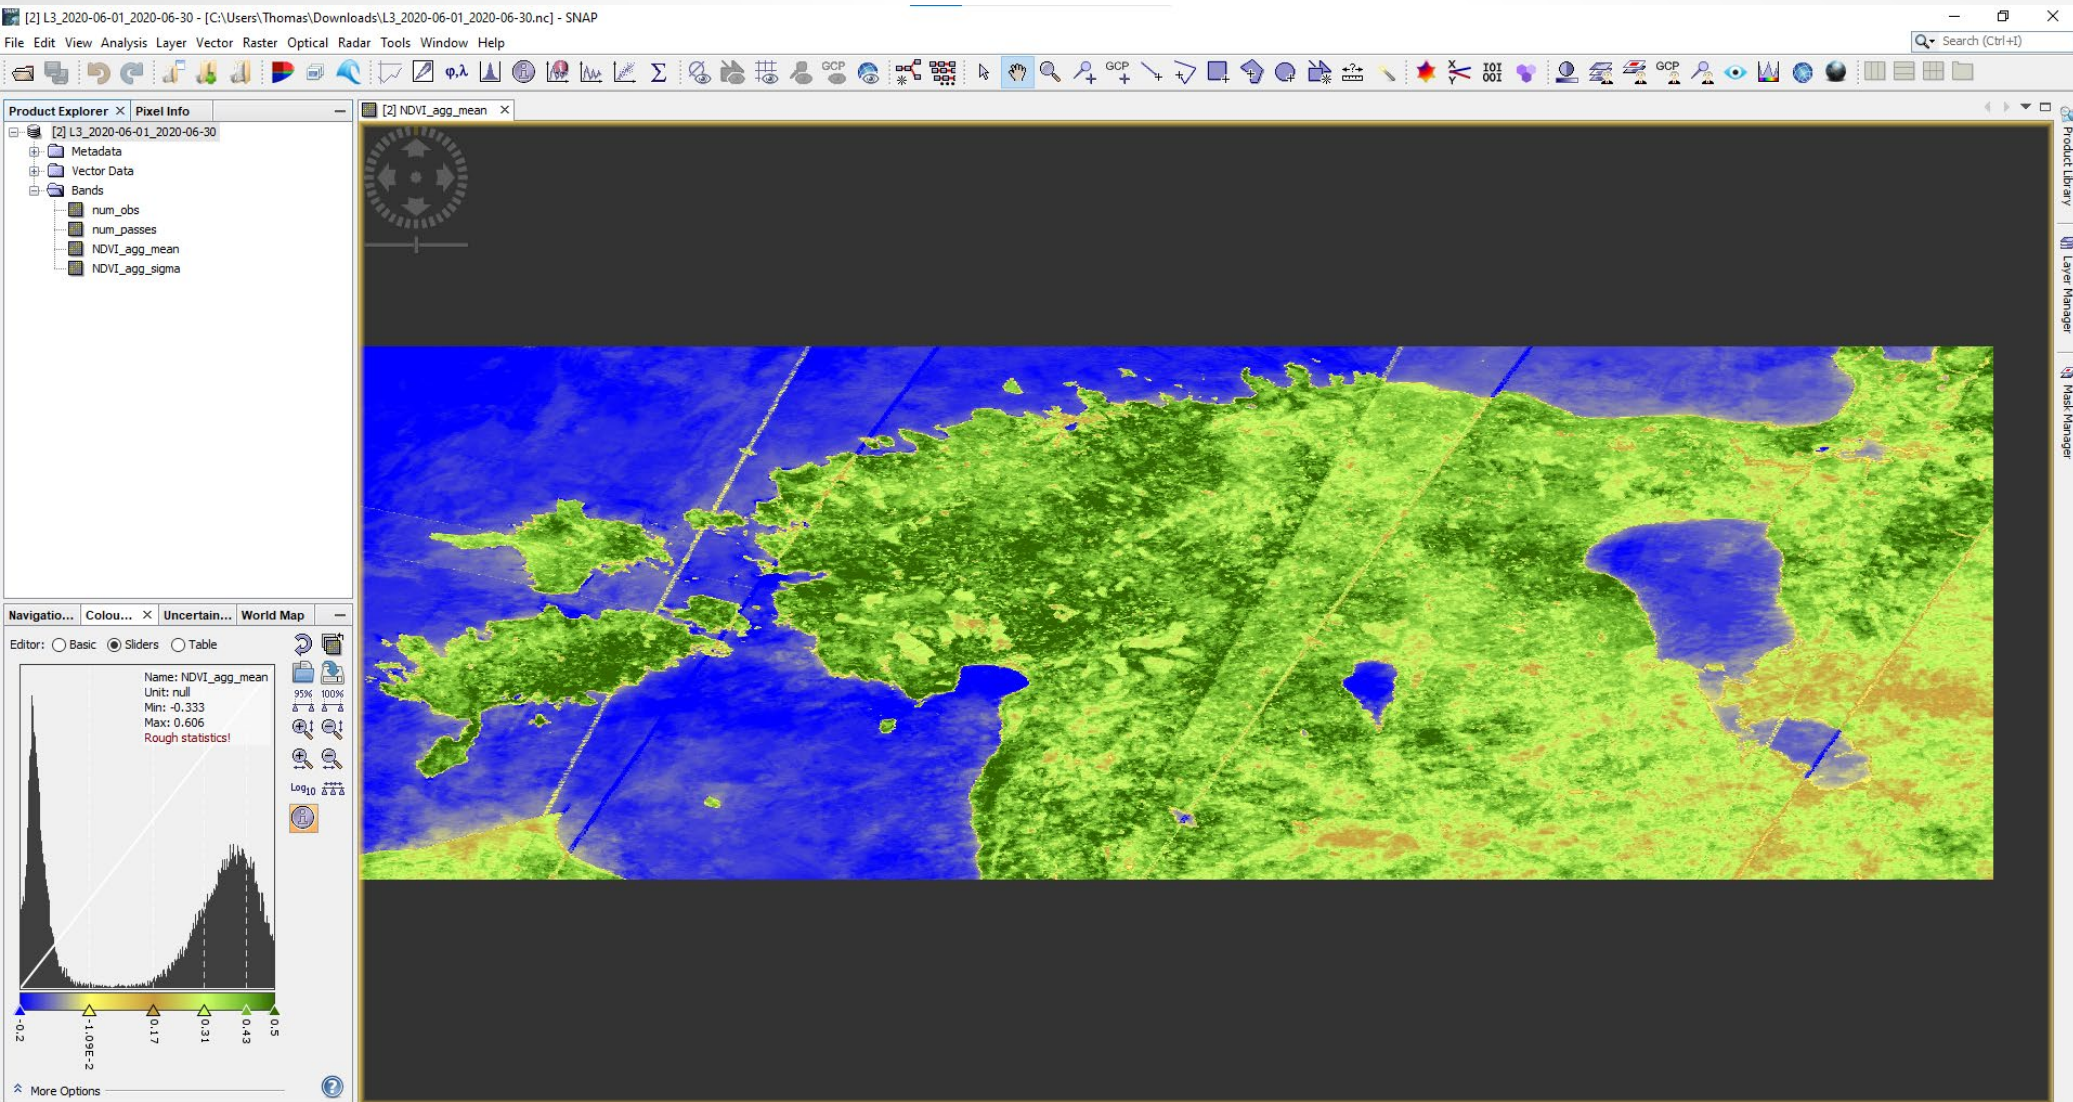 [2] L3_2020-06-01_2020-06-30 - [C:\Users\Thomas\Downloads\L3_2020-06-01_2020-06-30.nc] - SNAP
File Edit View Analysis Layer Vector Raster Optical Radar Tools Window Help
Search (Ctrl+I)
φ,λ Σ GCP GCP GCP
Product Explorer Pixel Info
[2] NDVI_agg_mean
[2] L3_2020-06-01_2020-06-30
Metadata
Vector Data
Bands
num_obs
num_passes
NDVI_agg_mean
NDVI_agg_sigma
Product Library
Layer Manager
Mask Manager
Navigatio... Colou... Uncertain... World Map
Editor: Basic Sliders Table
Name: NDVI_agg_mean
Unit: null
Min: -0.333
Max: 0.606
Rough statistics!
95% 100%
Log10
-0.2 -1.09E-2 0.17 0.31 0.43 0.5
More Options